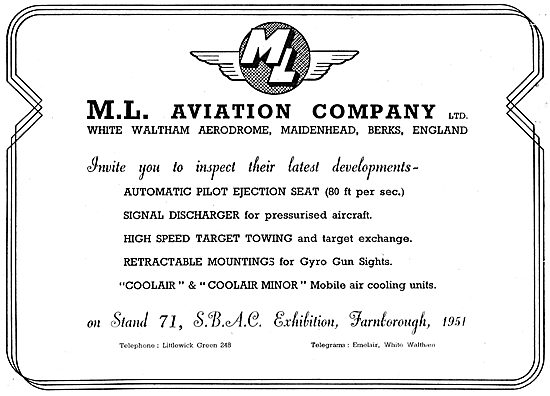 ML
M.L. AVIATION COMPANY LTD.
WHITE WALTHAM AERODROME, MAIDENHEAD, BERKS, ENGLAND
Invite you to inspect their latest developments-
AUTOMATIC PILOT EJECTION SEAT (80 ft per sec.)
SIGNAL DISCHARGER for pressurised aircraft.
HIGH SPEED TARGET TOWING and target exchange.
RETRACTABLE MOUNTINGS for Gyro Gun Sights.
"COOLAIR" & "COOLAIR MINOR" Mobile air cooling units.
on Stand 71, S.B.A.C. Exhibition, Farnborough, 1951
Telephone: Littlewick Green 248 Telegrams: Emelair, White Waltham